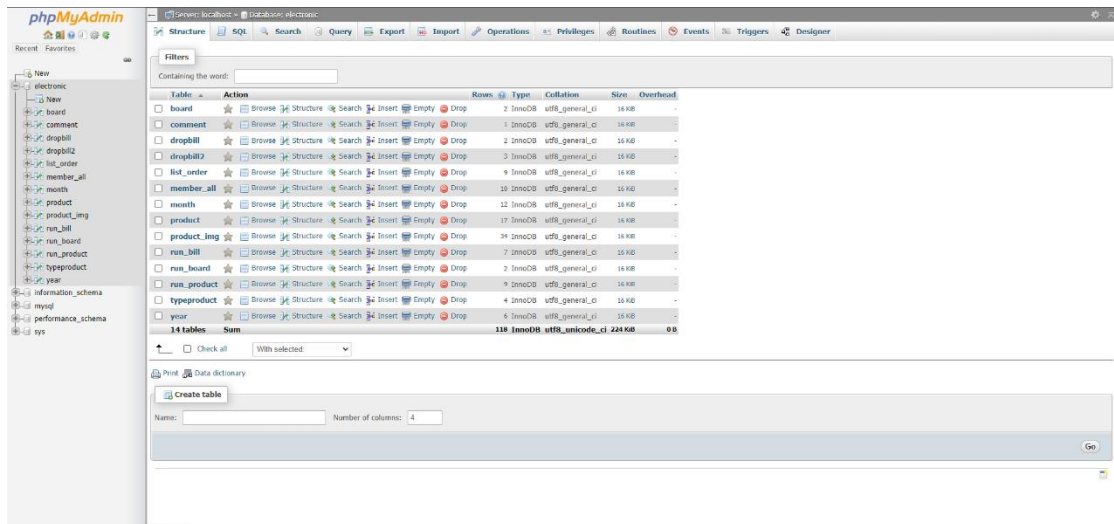 phpMyAdmin
Recent Favorites
New
electronic
New
board
comment
dropbill
dropbill2
list_order
member_all
month
product
product_img
run_bill
run_board
run_product
typeproduct
year
information_schema
mysql
performance_schema
sys
Server: localhost » Database: electronic
Structure SQL Search Query Export Import Operations Privileges Routines Events Triggers Designer
Filters
Containing the word:
Table Action Rows Type Collation Size Overhead
board Browse Structure Search Insert Empty Drop 2 InnoDB utf8_general_ci 16 KiB -
comment Browse Structure Search Insert Empty Drop 1 InnoDB utf8_general_ci 16 KiB -
dropbill Browse Structure Search Insert Empty Drop 2 InnoDB utf8_general_ci 16 KiB -
dropbill2 Browse Structure Search Insert Empty Drop 3 InnoDB utf8_general_ci 16 KiB -
list_order Browse Structure Search Insert Empty Drop 9 InnoDB utf8_general_ci 16 KiB -
member_all Browse Structure Search Insert Empty Drop 10 InnoDB utf8_general_ci 16 KiB -
month Browse Structure Search Insert Empty Drop 12 InnoDB utf8_general_ci 16 KiB -
product Browse Structure Search Insert Empty Drop 17 InnoDB utf8_general_ci 16 KiB -
product_img Browse Structure Search Insert Empty Drop 34 InnoDB utf8_general_ci 16 KiB -
run_bill Browse Structure Search Insert Empty Drop 7 InnoDB utf8_general_ci 16 KiB -
run_board Browse Structure Search Insert Empty Drop 2 InnoDB utf8_general_ci 16 KiB -
run_product Browse Structure Search Insert Empty Drop 9 InnoDB utf8_general_ci 16 KiB -
typeproduct Browse Structure Search Insert Empty Drop 4 InnoDB utf8_general_ci 16 KiB -
year Browse Structure Search Insert Empty Drop 6 InnoDB utf8_general_ci 16 KiB -
14 tables Sum 118 InnoDB utf8_unicode_ci 224 KiB 0 B
Check all With selected:
Print Data dictionary
Create table
Name: Number of columns: 4
Go